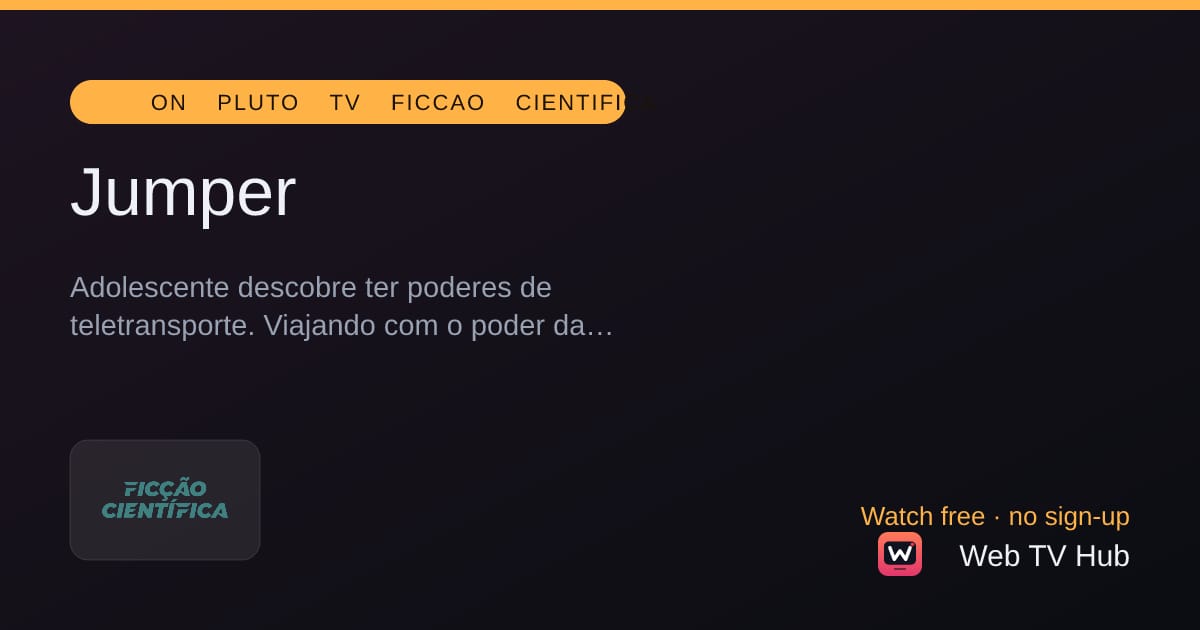 ON PLUTO TV FICCAO
Jumper
Adolescente descobre ter poderes de
teletransporte. Viajando com o poder da…
FICÇÃO
CIENTÍFICA
Watch free · no sign-up
Web TV Hub